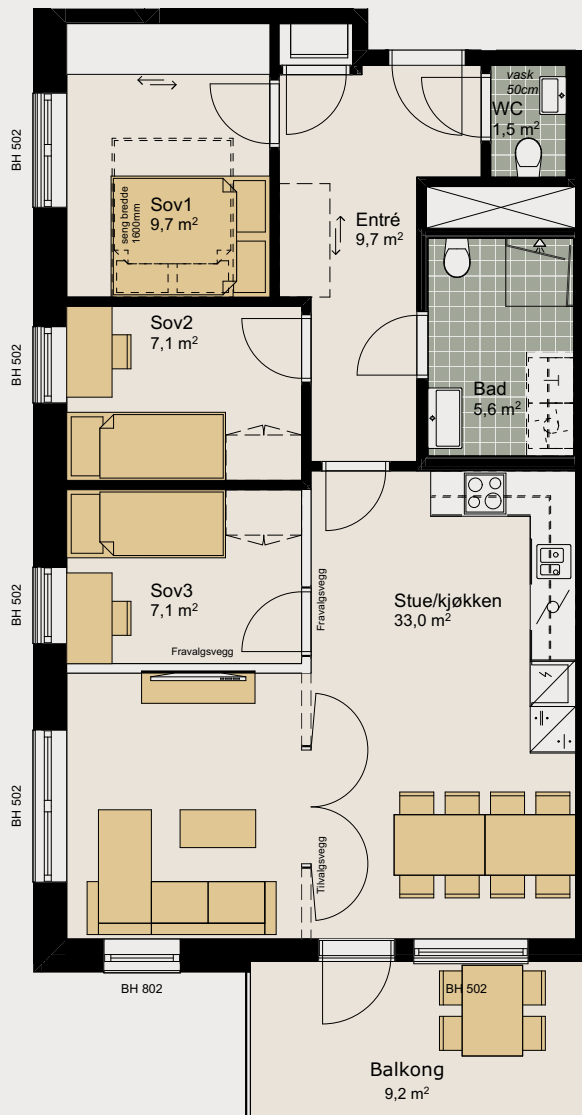 vask
50cm
WC
1,5 m²
BH 502
Sov1
9,7 m²
seng bredde
1600mm
Entré
9,7 m²
Sov2
7,1 m²
BH 502
Bad
5,6 m²
Sov3
7,1 m²
BH 502
Fravalgsvegg
Fravalgsvegg
Stue/kjøkken
33,0 m²
BH 502
Tilvalgsvegg
BH 802
BH 502
Balkong
9,2 m²